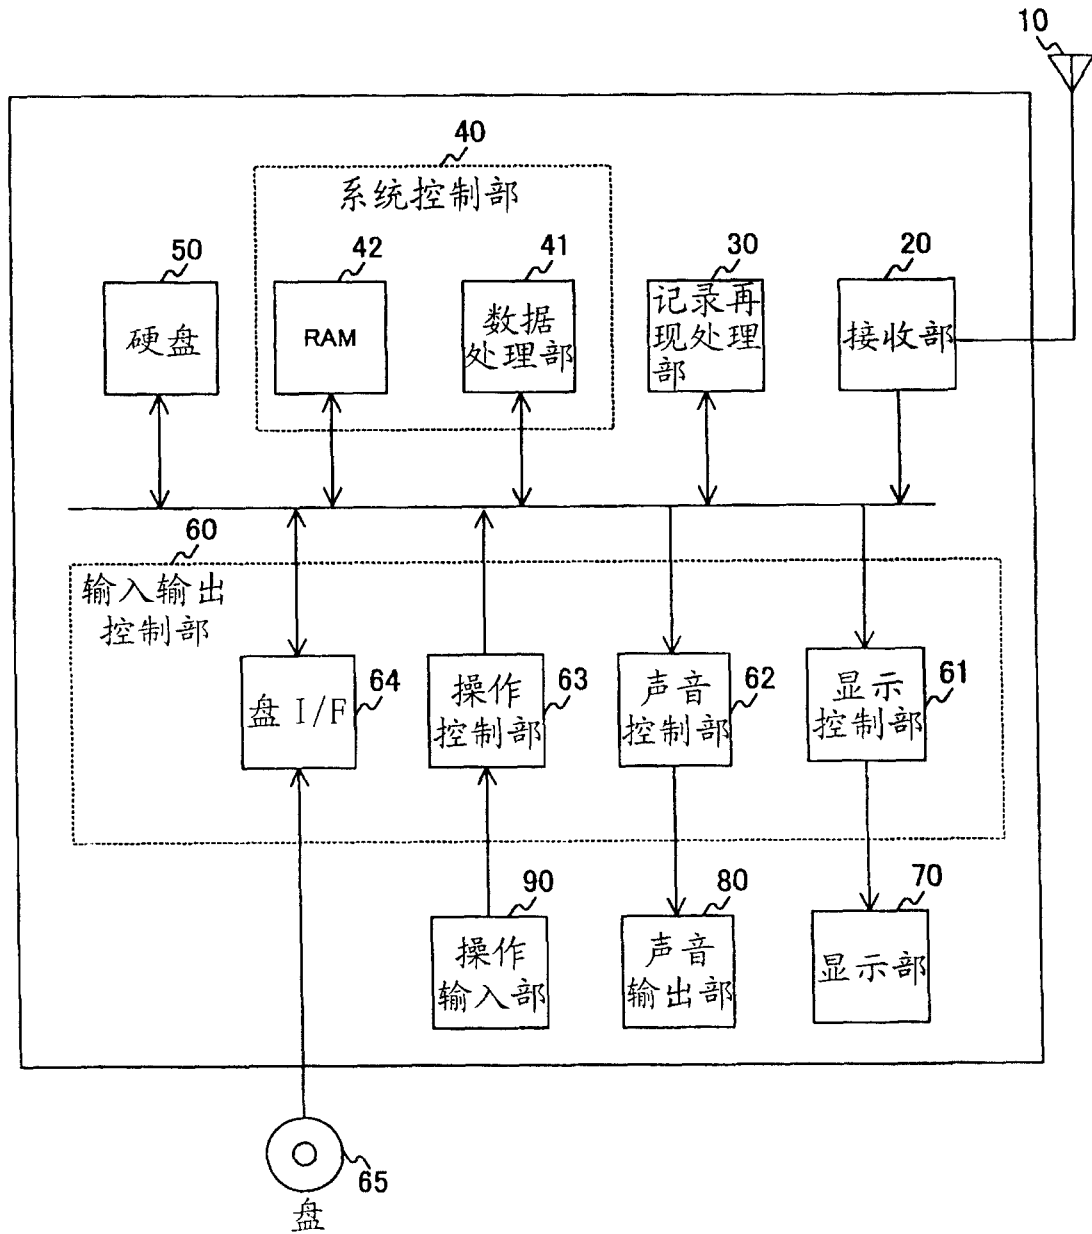 10
40
系统控制部
50
42
41
30
20
硬盘
RAM
数据
处理部
记录再
现处理
部
接收部
60
输入输出
控制部
64
63
62
61
盘 I/F
操作
控制部
声音
控制部
显示
控制部
90
80
70
操作
输入部
声音
输出部
显示部
65
盘